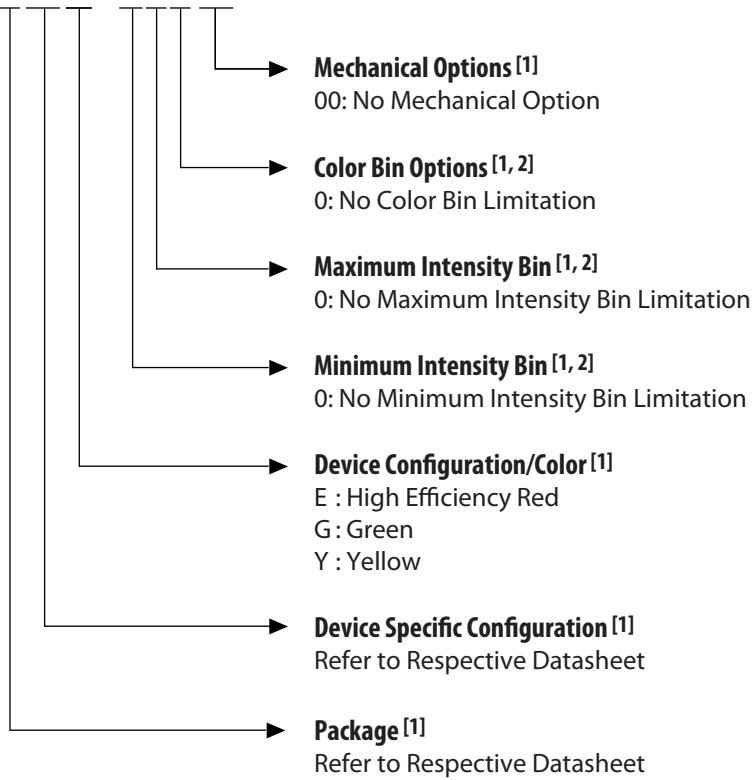 Mechanical Options [1]
00: No Mechanical Option
Color Bin Options [1, 2]
0: No Color Bin Limitation
Maximum Intensity Bin [1, 2]
0: No Maximum Intensity Bin Limitation
Minimum Intensity Bin [1, 2]
0: No Minimum Intensity Bin Limitation
Device Configuration/Color [1]
E : High Efficiency Red
G : Green
Y : Yellow
Device Specific Configuration [1]
Refer to Respective Datasheet
Package [1]
Refer to Respective Datasheet